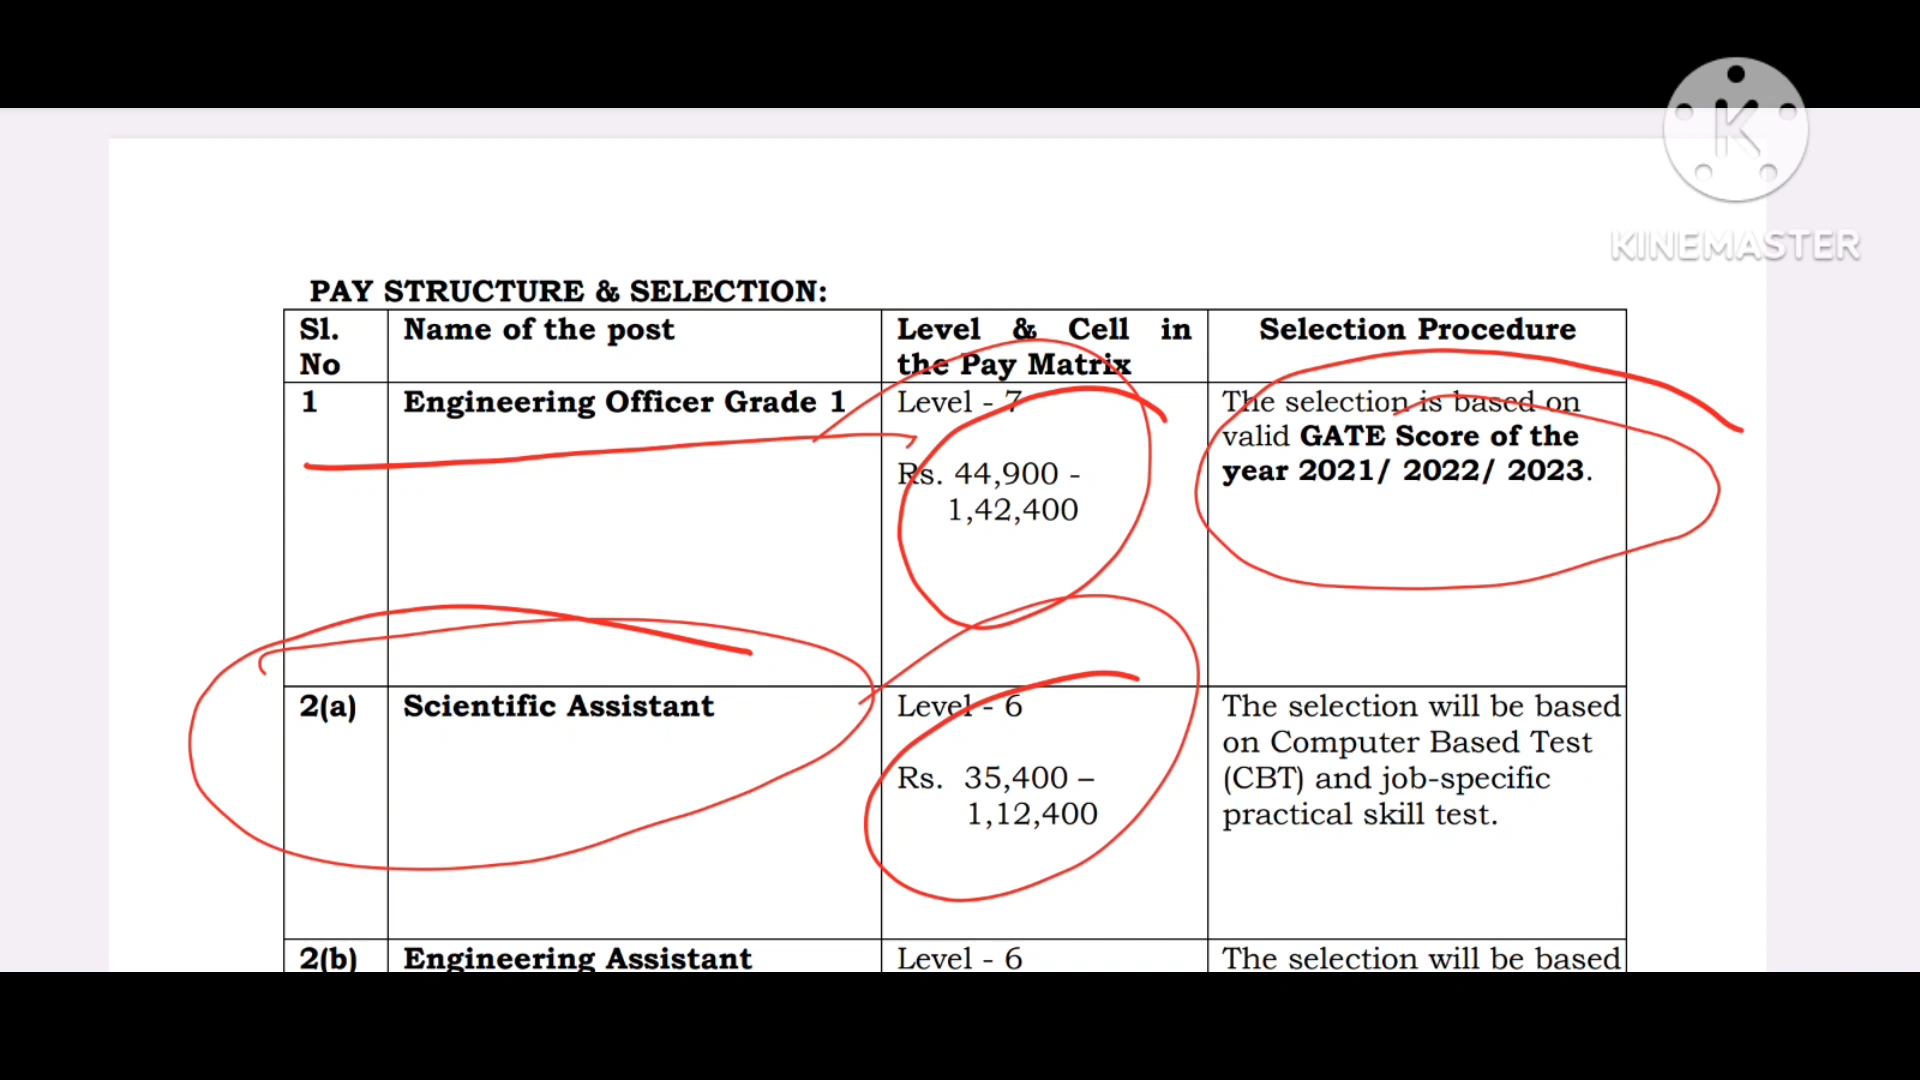 K
KINEMASTER
PAY STRUCTURE & SELECTION:
Sl. No
Name of the post
Level & Cell in
the Pay Matrix
Selection Procedure
1
Engineering Officer Grade 1
Level - 7
Rs. 44,900 -
1,42,400
The selection is based on
valid GATE Score of the
year 2021/ 2022/ 2023.
2(a)
Scientific Assistant
Level - 6
Rs. 35,400 –
1,12,400
The selection will be based
on Computer Based Test
(CBT) and job-specific
practical skill test.
2(b)
Engineering Assistant
Level - 6
The selection will be based